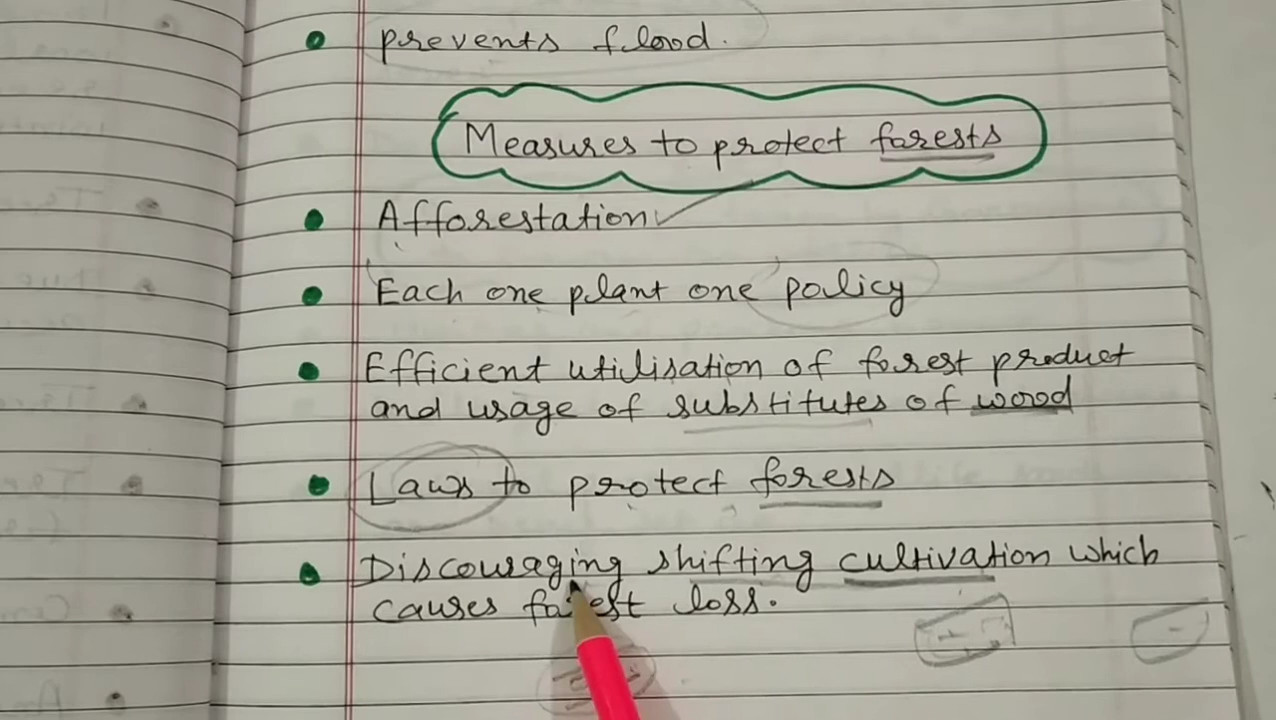 prevents flood.
Measures to protect forests
Afforestation
Each one plant one policy
Efficient utilisation of forest product
and usage of substitutes of wood
Laws to protect forests
Discouraging shifting cultivation which
causes forest loss.